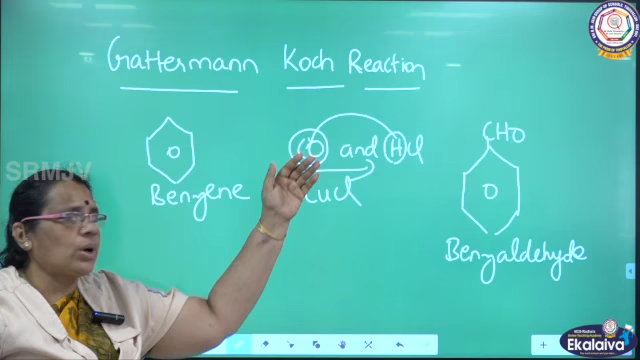 Gattermann Koch Reaction
CO and HCl
CHO
SRMJV
Benzene
CuCl
Benzaldehyde
Ekalaiva